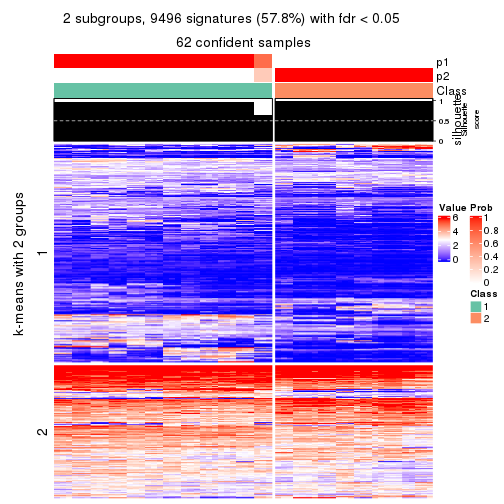 2 subgroups, 9496 signatures (57.8%) with fdr < 0.05
62 confident samples
p1
p2
Class
1
0.5
0
silhouette
Silhouette
score
k-means with 2 groups
1
2
Value
6
4
2
0
Prob
1
0.8
0.6
0.4
0.2
0
Class
1
2